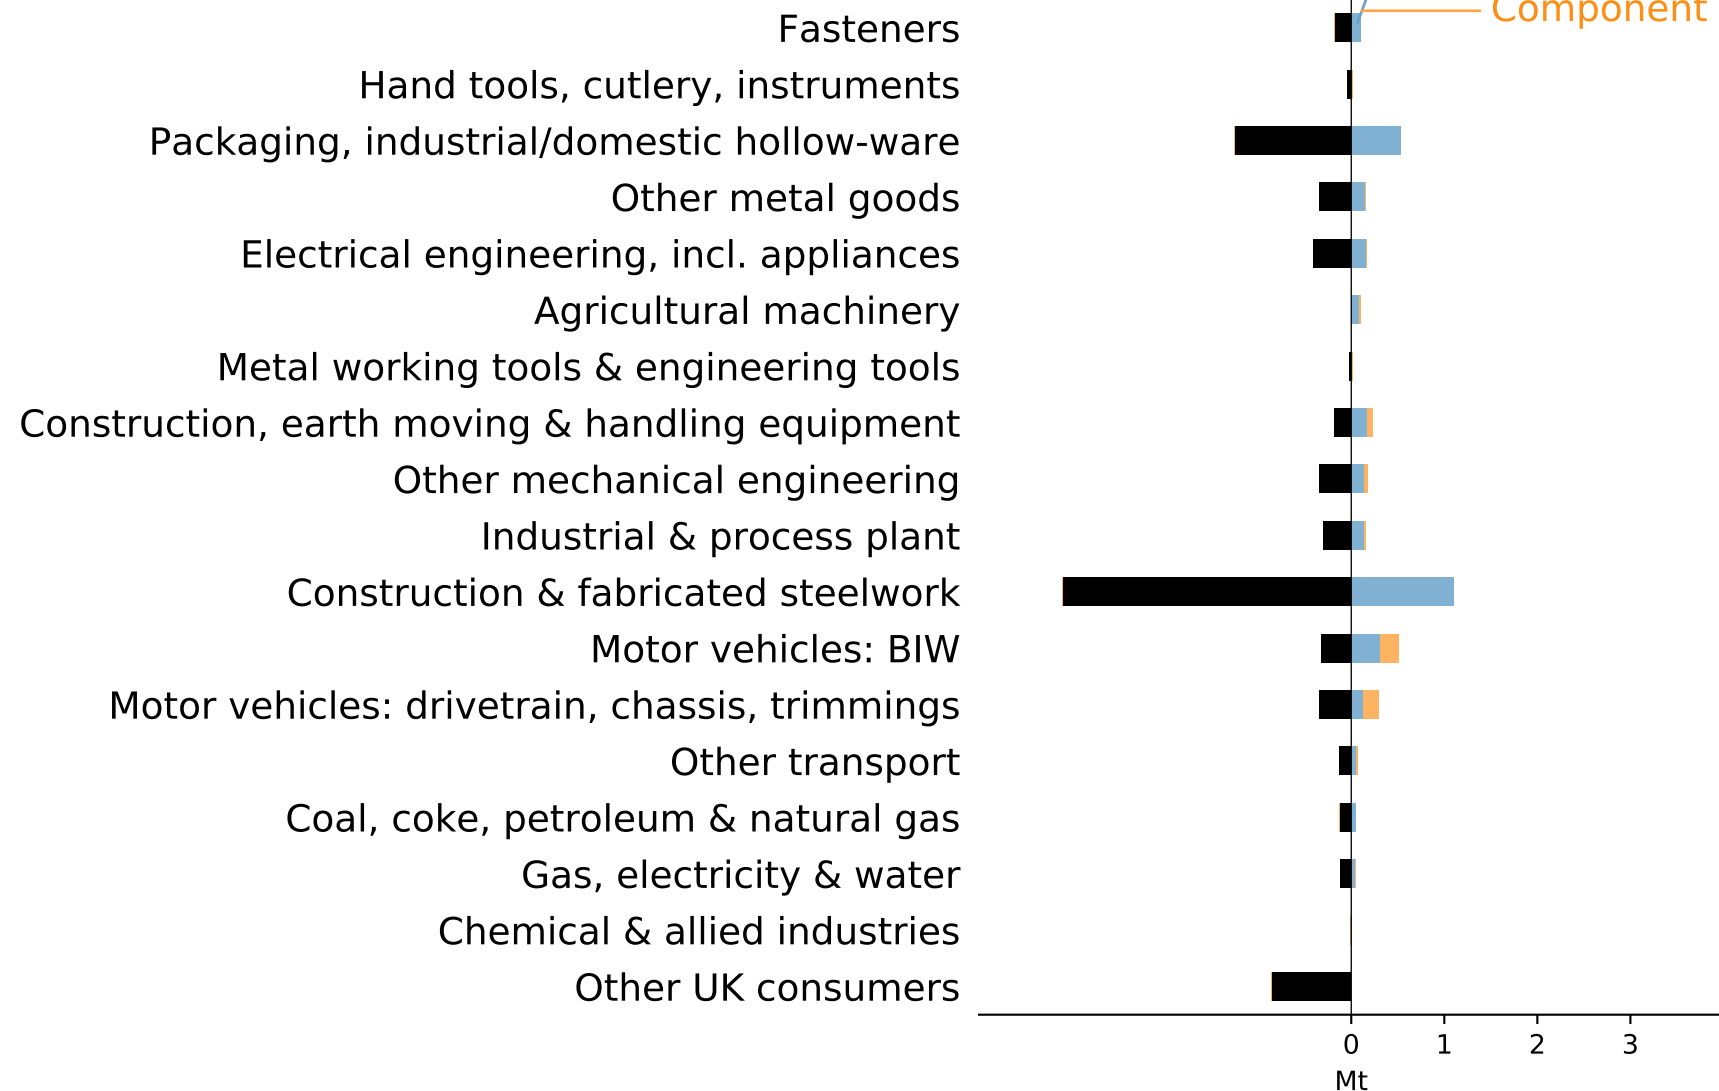 Component
Fasteners
Hand tools, cutlery, instruments
Packaging, industrial/domestic hollow-ware
Other metal goods
Electrical engineering, incl. appliances
Agricultural machinery
Metal working tools & engineering tools
Construction, earth moving & handling equipment
Other mechanical engineering
Industrial & process plant
Construction & fabricated steelwork
Motor vehicles: BIW
Motor vehicles: drivetrain, chassis, trimmings
Other transport
Coal, coke, petroleum & natural gas
Gas, electricity & water
Chemical & allied industries
Other UK consumers
0 1 2 3
Mt